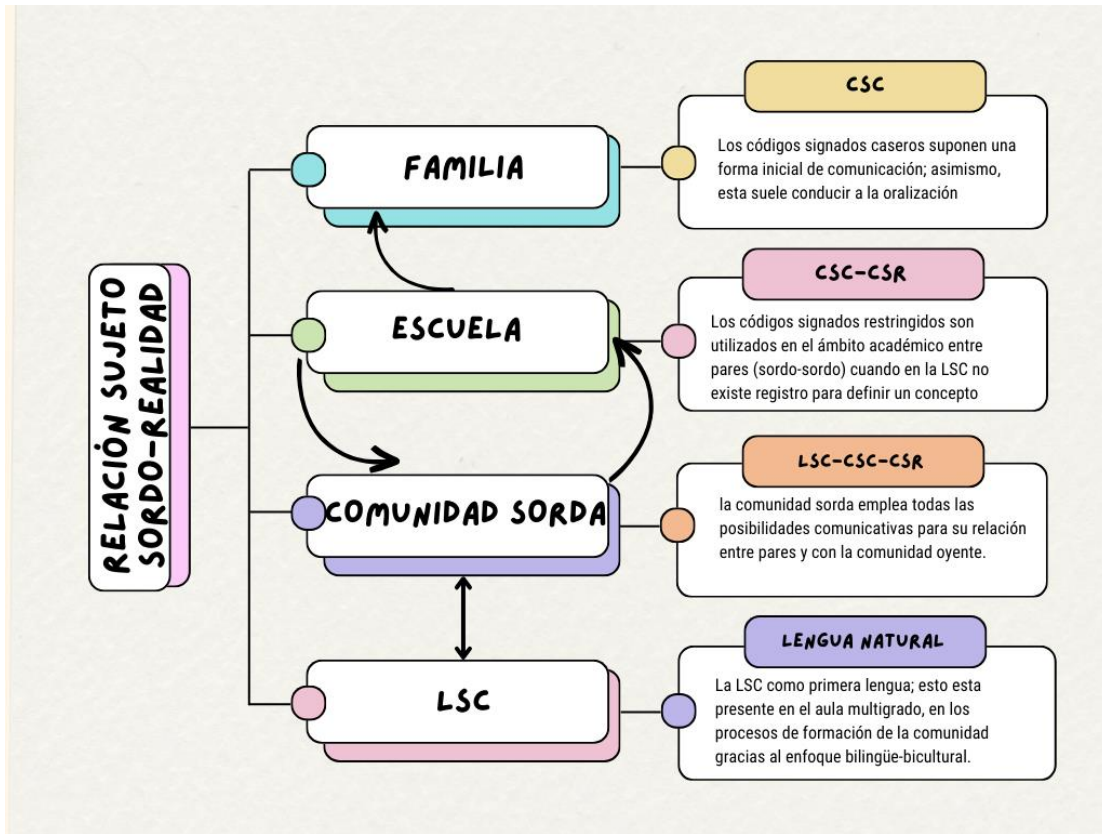 RELACIÓN SUJETO
SORDO-REALIDAD
FAMILIA
CSC
Los códigos signados caseros suponen una
forma inicial de comunicación; asimismo,
esta suele conducir a la oralización
ESCUELA
CSC-CSR
Los códigos signados restringidos son
utilizados en el ámbito académico entre
pares (sordo-sordo) cuando en la LSC no
existe registro para definir un concepto
COMUNIDAD SORDA
LSC-CSC-CSR
la comunidad sorda emplea todas las
posibilidades comunicativas para su relación
entre pares y con la comunidad oyente.
LSC
LENGUA NATURAL
La LSC como primera lengua; esto esta
presente en el aula multigrado, en los
procesos de formación de la comunidad
gracias al enfoque bilingüe-bicultural.